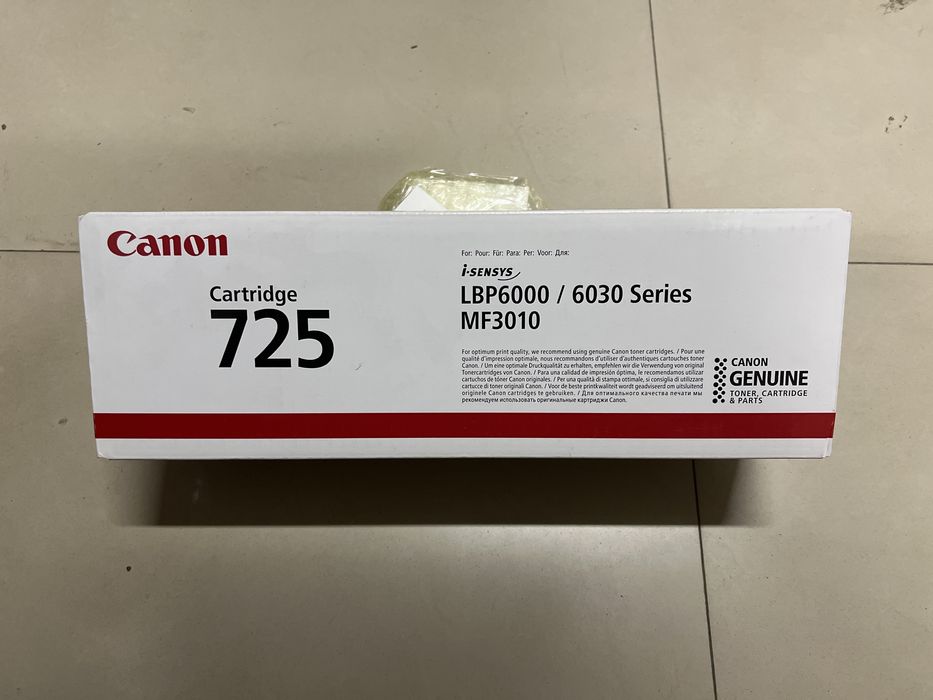 Canon
Cartridge
725
For: Pour: Für: Para: Per: Voor: Для:
i-SENSYS
LBP6000 / 6030 Series
MF3010
For optimum print quality, we recommend using genuine Canon toner cartridges. / Pour une
qualité d'impression optimale, nous recommandons d'utiliser d'authentiques cartouches toner
Canon. / Um eine optimale Druckqualität zu erhalten, empfehlen wir die Verwendung von original
Tonercartridges von Canon. / Para una calidad de impresión óptima, le recomendamos utilizar
cartuchos de tóner Canon originales. / Per una qualità di stampa ottimale, si consiglia di utilizzare
cartucce di toner originali Canon. / Voor de beste printkwaliteit wordt geadviseerd om uitsluitend
originele Canon cartridges te gebruiken. / Для оптимального качества печати мы
рекомендуем использовать оригинальные картриджи Canon.
CANON
GENUINE
TONER, CARTRIDGE
& PARTS